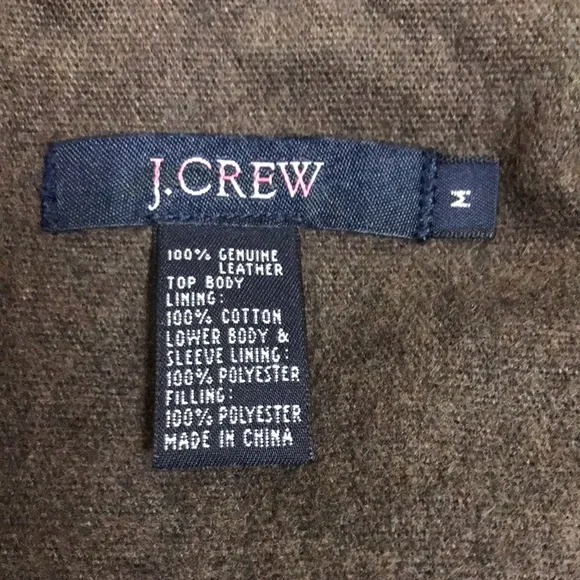 J.CREW
M
100% GENUINE
LEATHER
TOP BODY
LINING:
100% COTTON
LOWER BODY &
SLEEVE LINING:
100% POLYESTER
FILLING:
100% POLYESTER
MADE IN CHINA